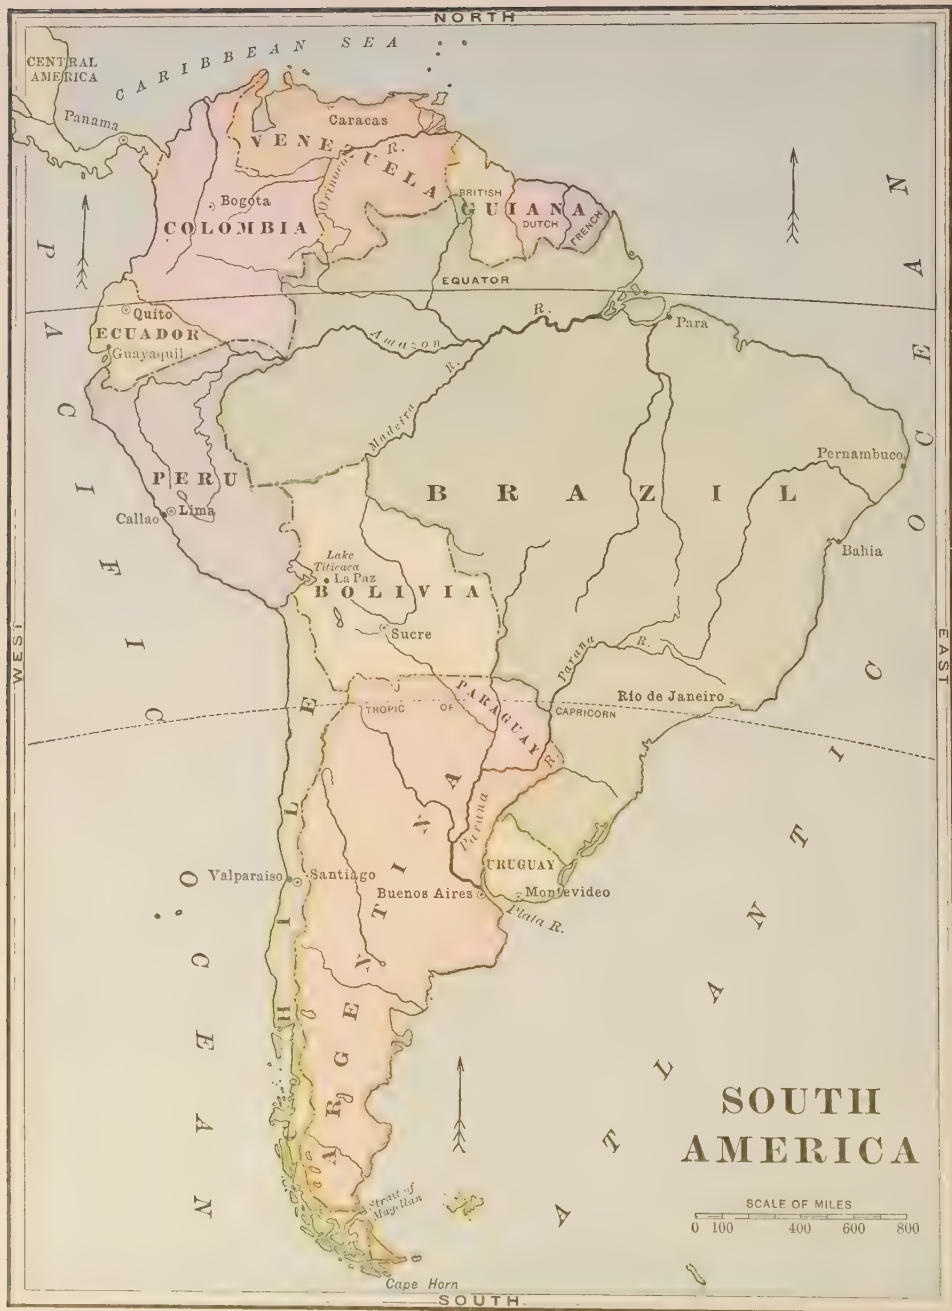 NORTH
CARIBBEAN SEA
CENTRAL
AMERICA
Panama
Caracas
VENEZUELA
Orinoco R.
Bogota
COLOMBIA
BRITISH
GUIANA
DUTCH
FRENCH
EQUATOR
Quito
ECUADOR
Guayaquil
Amazon R.
Para
Madeira R.
PERU
Callao
Lima
BRAZIL
Pernambuco
Bahia
Lake
Titicaca
La Paz
BOLIVIA
Sucre
Parana R.
Rio de Janeiro
TROPIC OF CAPRICORN
PARAGUAY
Parana R.
CHILE
ARGENTINA
Valparaiso
Santiago
URUGUAY
Buenos Aires
Montevideo
Plata R.
PACIFIC OCEAN
ATLANTIC OCEAN
WEST
EAST
Strait of
Magellan
Cape Horn
SOUTH
AMERICA
SCALE OF MILES
0 100 400 600 800
SOUTH